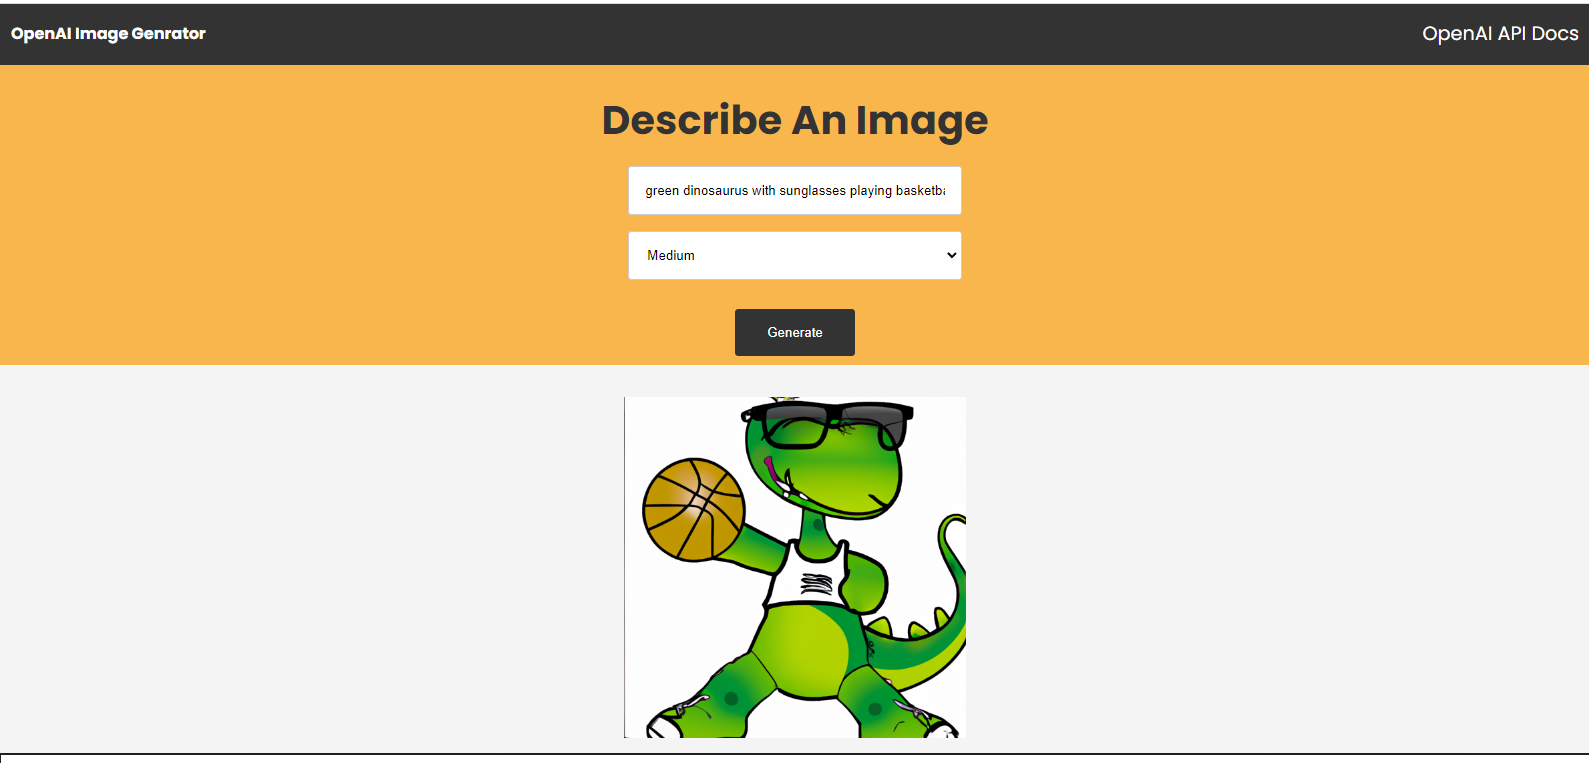 OpenAI Image Genrator
OpenAI API Docs
Describe An Image
green dinosaurus with sunglasses playing basketba
Medium
Generate